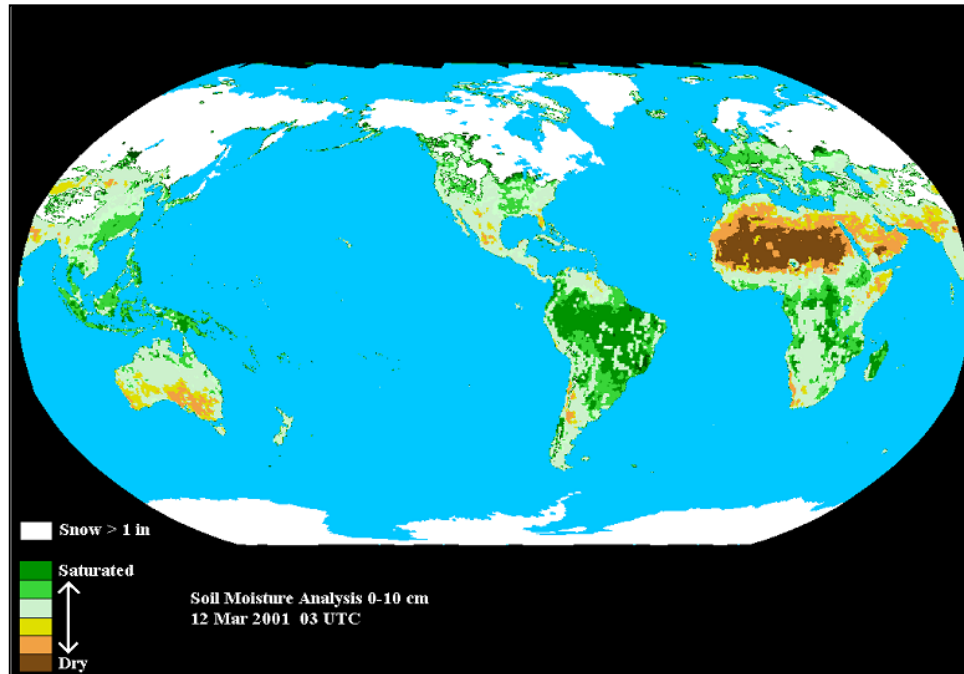 Snow > 1 in
Saturated
Dry
Soil Moisture Analysis 0-10 cm
12 Mar 2001 03 UTC